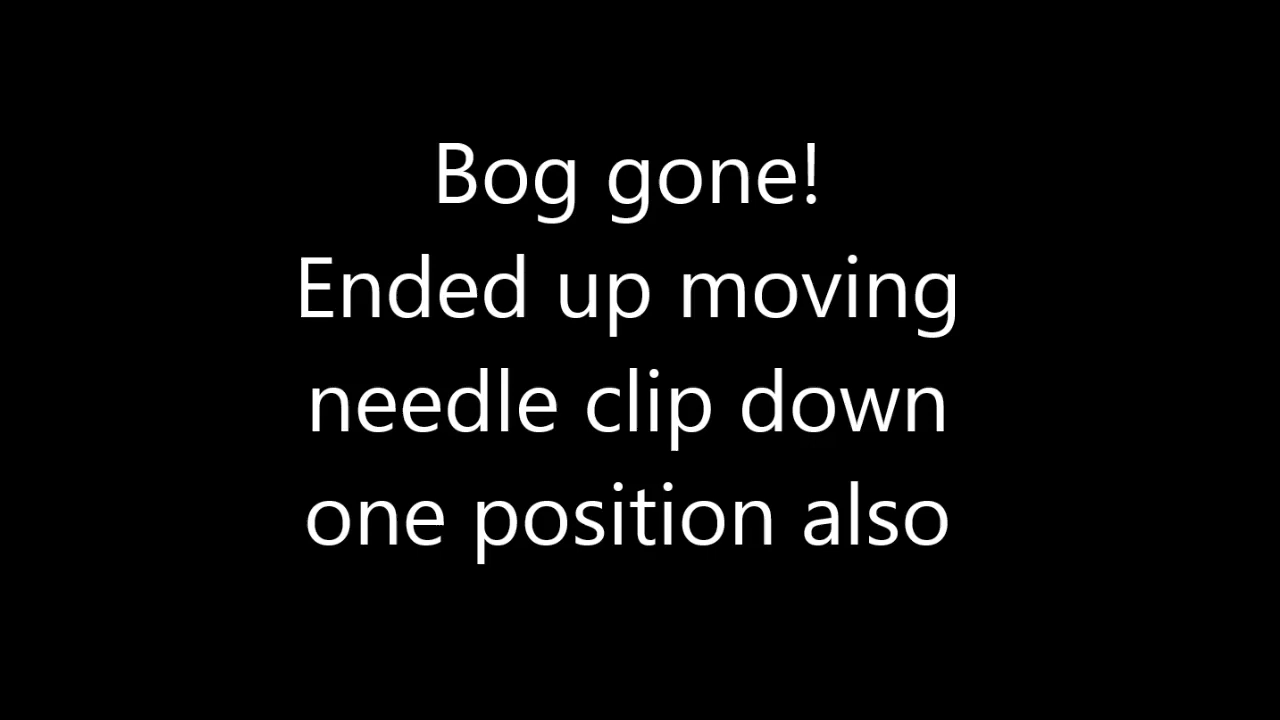 Bog gone!
Ended up moving
needle clip down
one position also